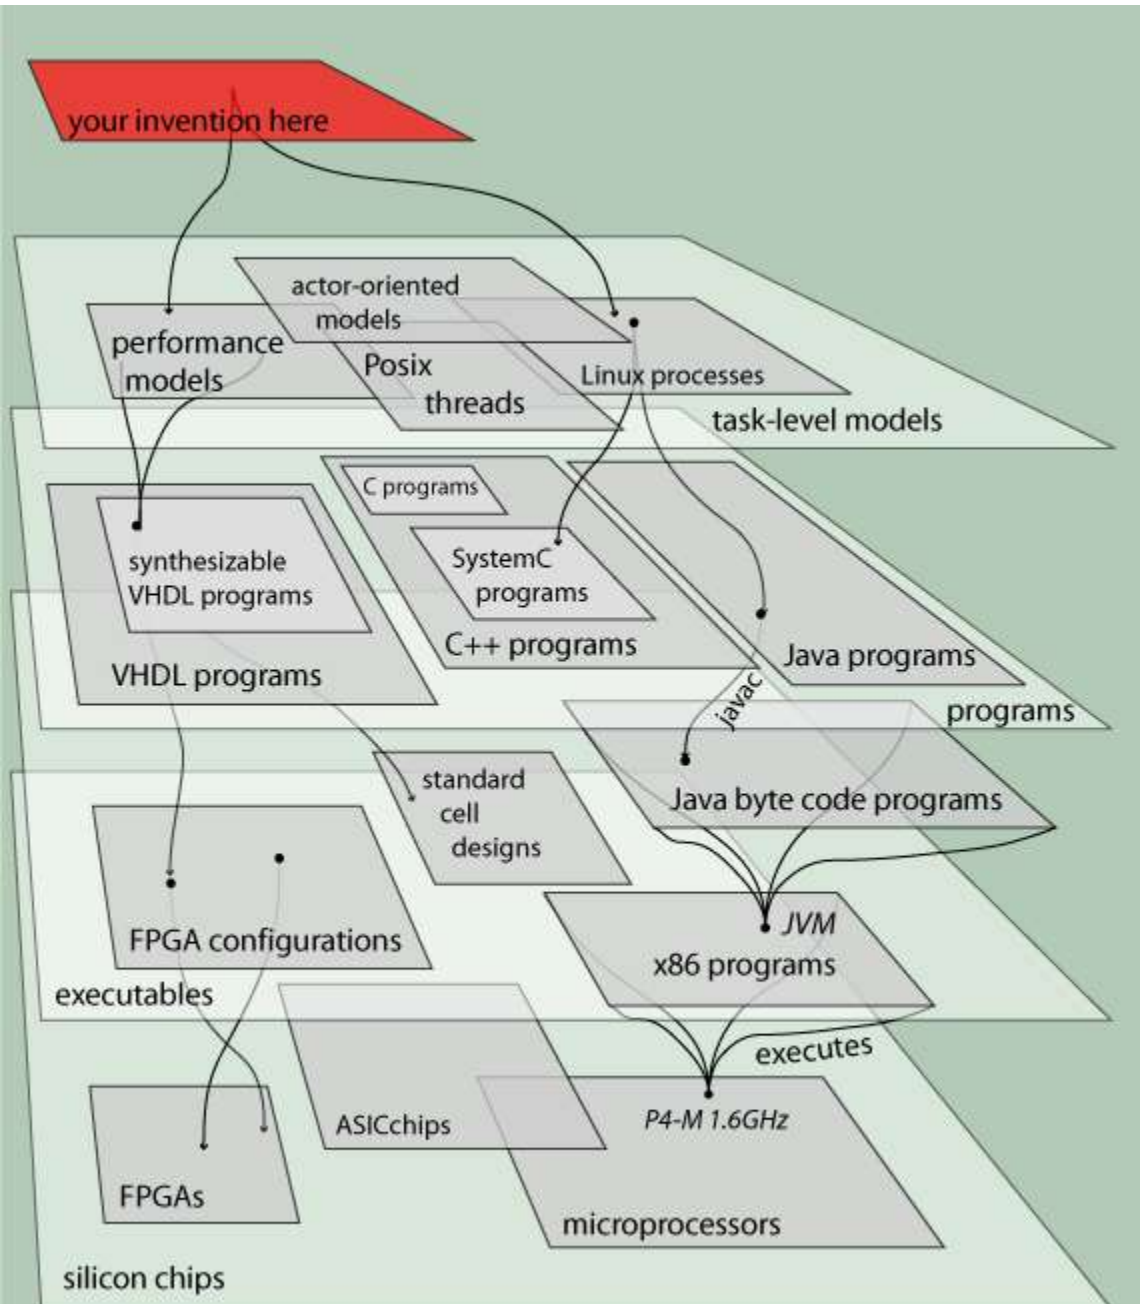 your invention here
actor-oriented
models
performance
models
Posix
threads
Linux processes
task-level models
C programs
synthesizable
VHDL programs
SystemC
programs
C++ programs
VHDL programs
Java programs
javac
programs
standard
cell
designs
Java byte code programs
JVM
FPGA configurations
x86 programs
executables
executes
ASICchips
P4-M 1.6GHz
FPGAs
microprocessors
silicon chips